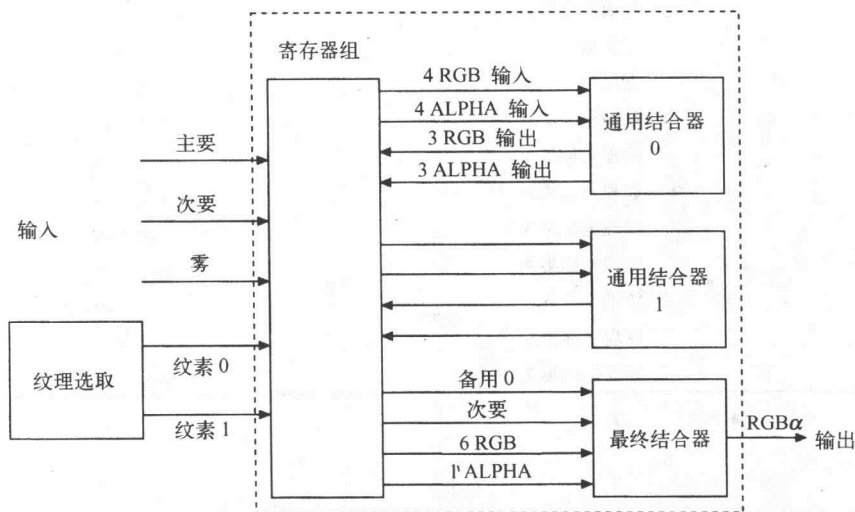 寄存器组
4 RGB 输入
4 ALPHA 输入
3 RGB 输出
3 ALPHA 输出
通用结合器
0
主要
次要
雾
输入
纹理选取
纹素 0
纹素 1
通用结合器
1
备用 0
次要
6 RGB
1 ALPHA
最终结合器
RGBα
输出